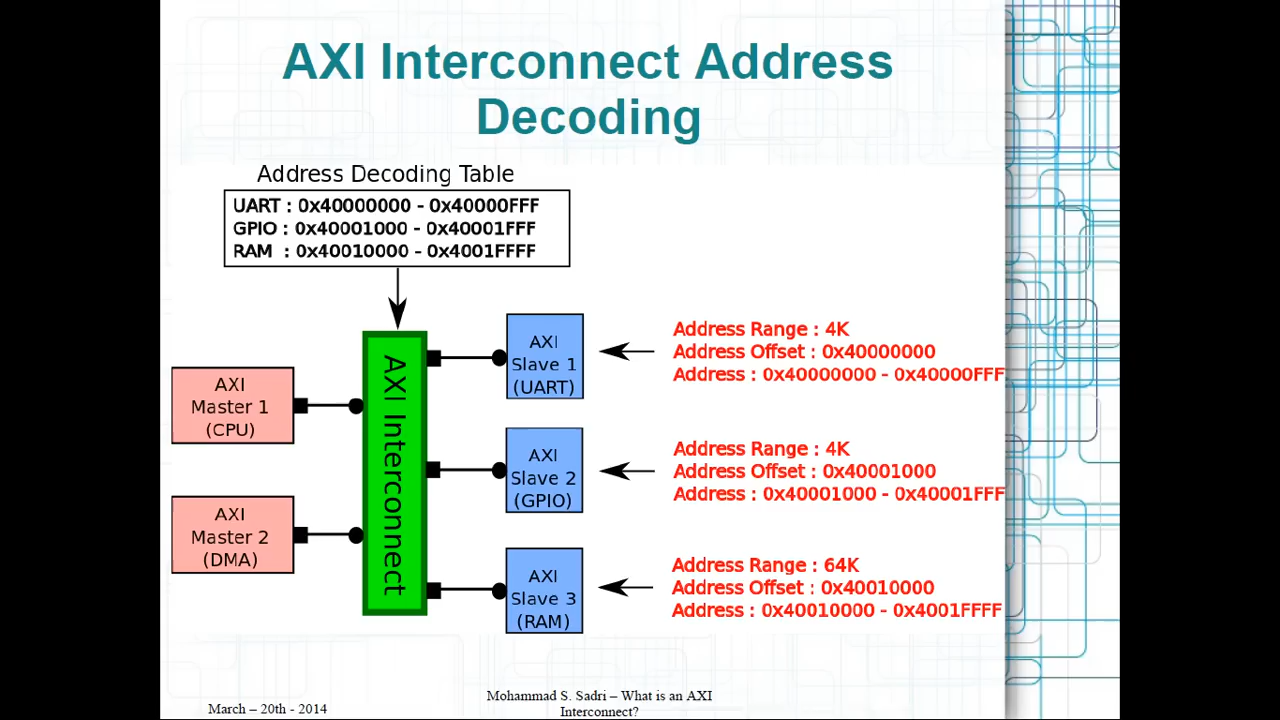 AXI Interconnect Address
Decoding
Address Decoding Table
UART : 0x40000000 - 0x40000FFF
GPIO : 0x40001000 - 0x40001FFF
RAM : 0x40010000 - 0x4001FFFF
AXI
Master 1
(CPU)
AXI
Master 2
(DMA)
AXI Interconnect
AXI
Slave 1
(UART)
Address Range : 4K
Address Offset : 0x40000000
Address : 0x40000000 - 0x40000FFF
AXI
Slave 2
(GPIO)
Address Range : 4K
Address Offset : 0x40001000
Address : 0x40001000 - 0x40001FFF
AXI
Slave 3
(RAM)
Address Range : 64K
Address Offset : 0x40010000
Address : 0x40010000 - 0x4001FFFF
March – 20th - 2014
Mohammad S. Sadri – What is an AXI
Interconnect?